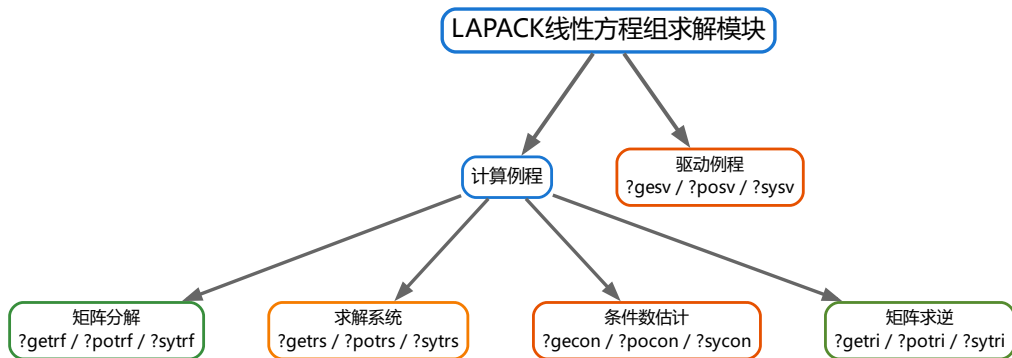 LAPACK线性方程组求解模块
计算例程
驱动例程
?gesv / ?posv / ?sysv
矩阵分解
?getrf / ?potrf / ?sytrf
求解系统
?getrs / ?potrs / ?sytrs
条件数估计
?gecon / ?pocon / ?sycon
矩阵求逆
?getri / ?potri / ?sytri